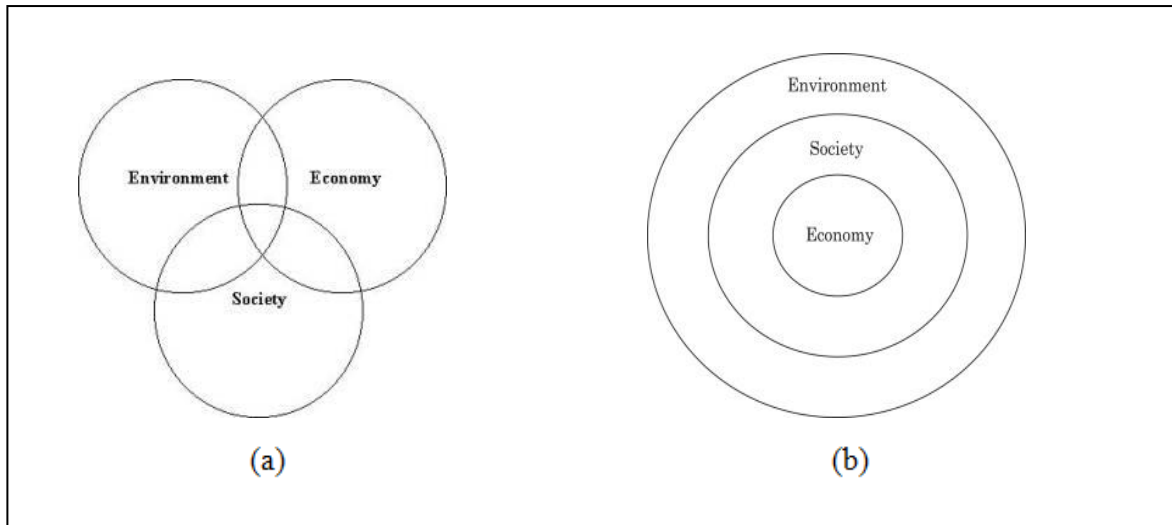 Environment
Economy
Society
(a)
Environment
Society
Economy
(b)